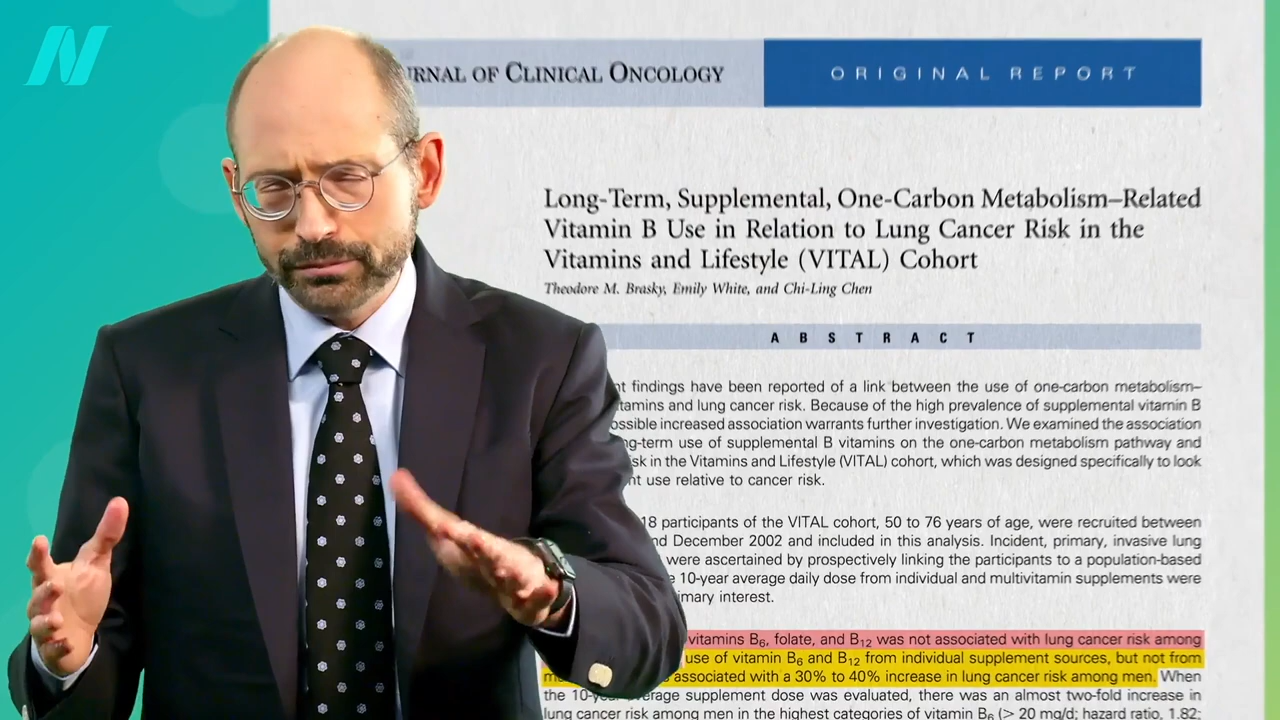 URNAL OF CLINICAL ONCOLOGY
ORIGINAL REPORT
Long-Term, Supplemental, One-Carbon Metabolism–Related
Vitamin B Use in Relation to Lung Cancer Risk in the
Vitamins and Lifestyle (VITAL) Cohort
Theodore M. Brasky, Emily White, and Chi-Ling Chen
ABSTRACT
nt findings have been reported of a link between the use of one-carbon metabolism–
tamins and lung cancer risk. Because of the high prevalence of supplemental vitamin B
ossible increased association warrants further investigation. We examined the association
ng-term use of supplemental B vitamins on the one-carbon metabolism pathway and
sk in the Vitamins and Lifestyle (VITAL) cohort, which was designed specifically to look
nt use relative to cancer risk.
18 participants of the VITAL cohort, 50 to 76 years of age, were recruited between
nd December 2002 and included in this analysis. Incident, primary, invasive lung
were ascertained by prospectively linking the participants to a population-based
e 10-year average daily dose from individual and multivitamin supplements were
imary interest.
vitamins B6, folate, and B12 was not associated with lung cancer risk among
use of vitamin B6 and B12 from individual supplement sources, but not from
associated with a 30% to 40% increase in lung cancer risk among men. When
the 10-year average supplement dose was evaluated, there was an almost two-fold increase in
lung cancer risk among men in the highest categories of vitamin B6 (> 20 mg/d; hazard ratio, 1.82;